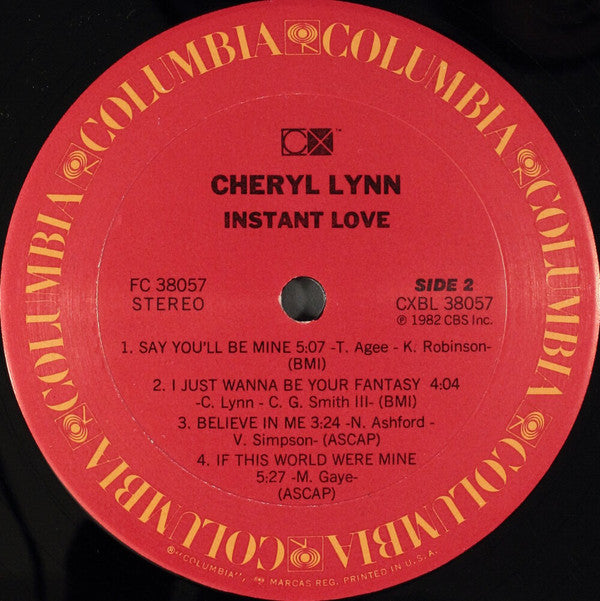 COLUMBIA COLUMBIA COLUMBIA COLUMBIA COLUMBIA COLUMBIA
CX™
CHERYL LYNN
INSTANT LOVE
FC 38057
STEREO
SIDE 2
CXBL 38057
℗ 1982 CBS Inc.
1. SAY YOU'LL BE MINE 5:07 -T. Agee - K. Robinson-
(BMI)
2. I JUST WANNA BE YOUR FANTASY 4:04
-C. Lynn - C. G. Smith III- (BMI)
3. BELIEVE IN ME 3:24 -N. Ashford -
V. Simpson- (ASCAP)
4. IF THIS WORLD WERE MINE
5:27 -M. Gaye-
(ASCAP)
®"COLUMBIA", MARCAS REG. PRINTED IN U.S.A.